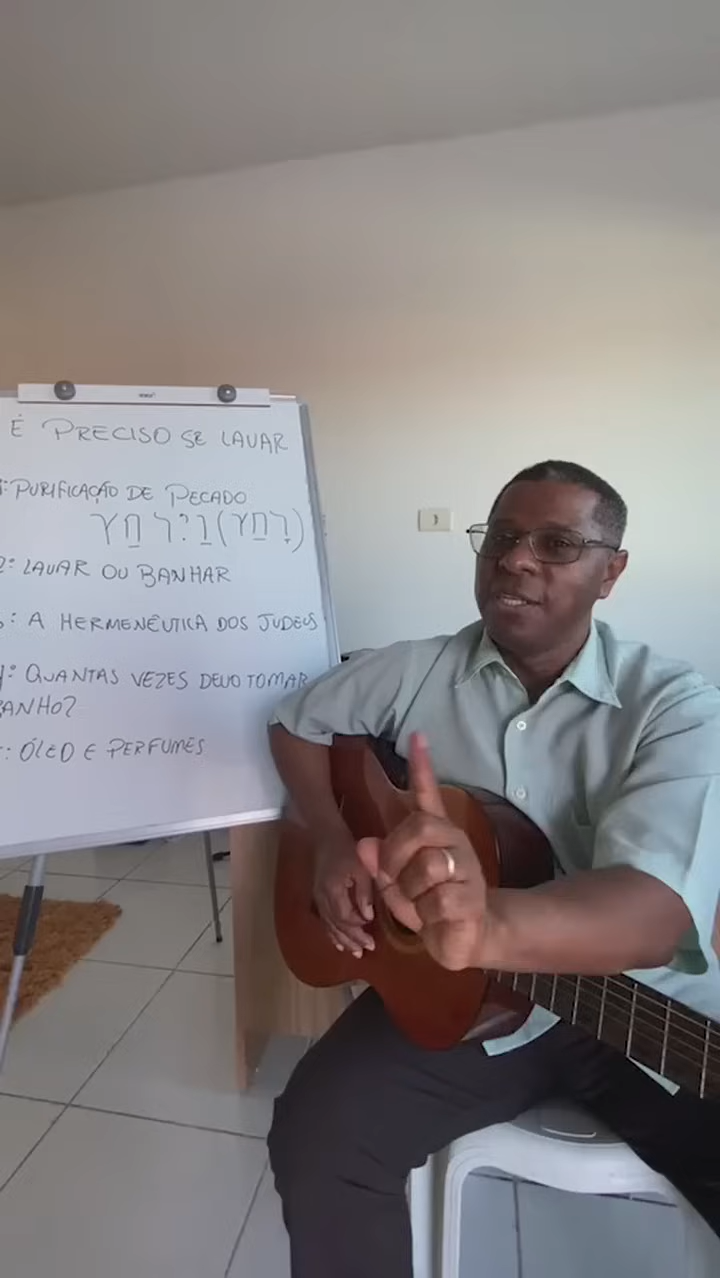 É PRECISO SE LAVAR
: PURIFICAÇÃO DE PECADO
2º: LAVAR OU BANHAR
: A HERMENÊUTICA DOS JUDEUS
º QUANTAS VEZES DEVO TOMAR
BANHO?
: ÓLEO E PERFUMES